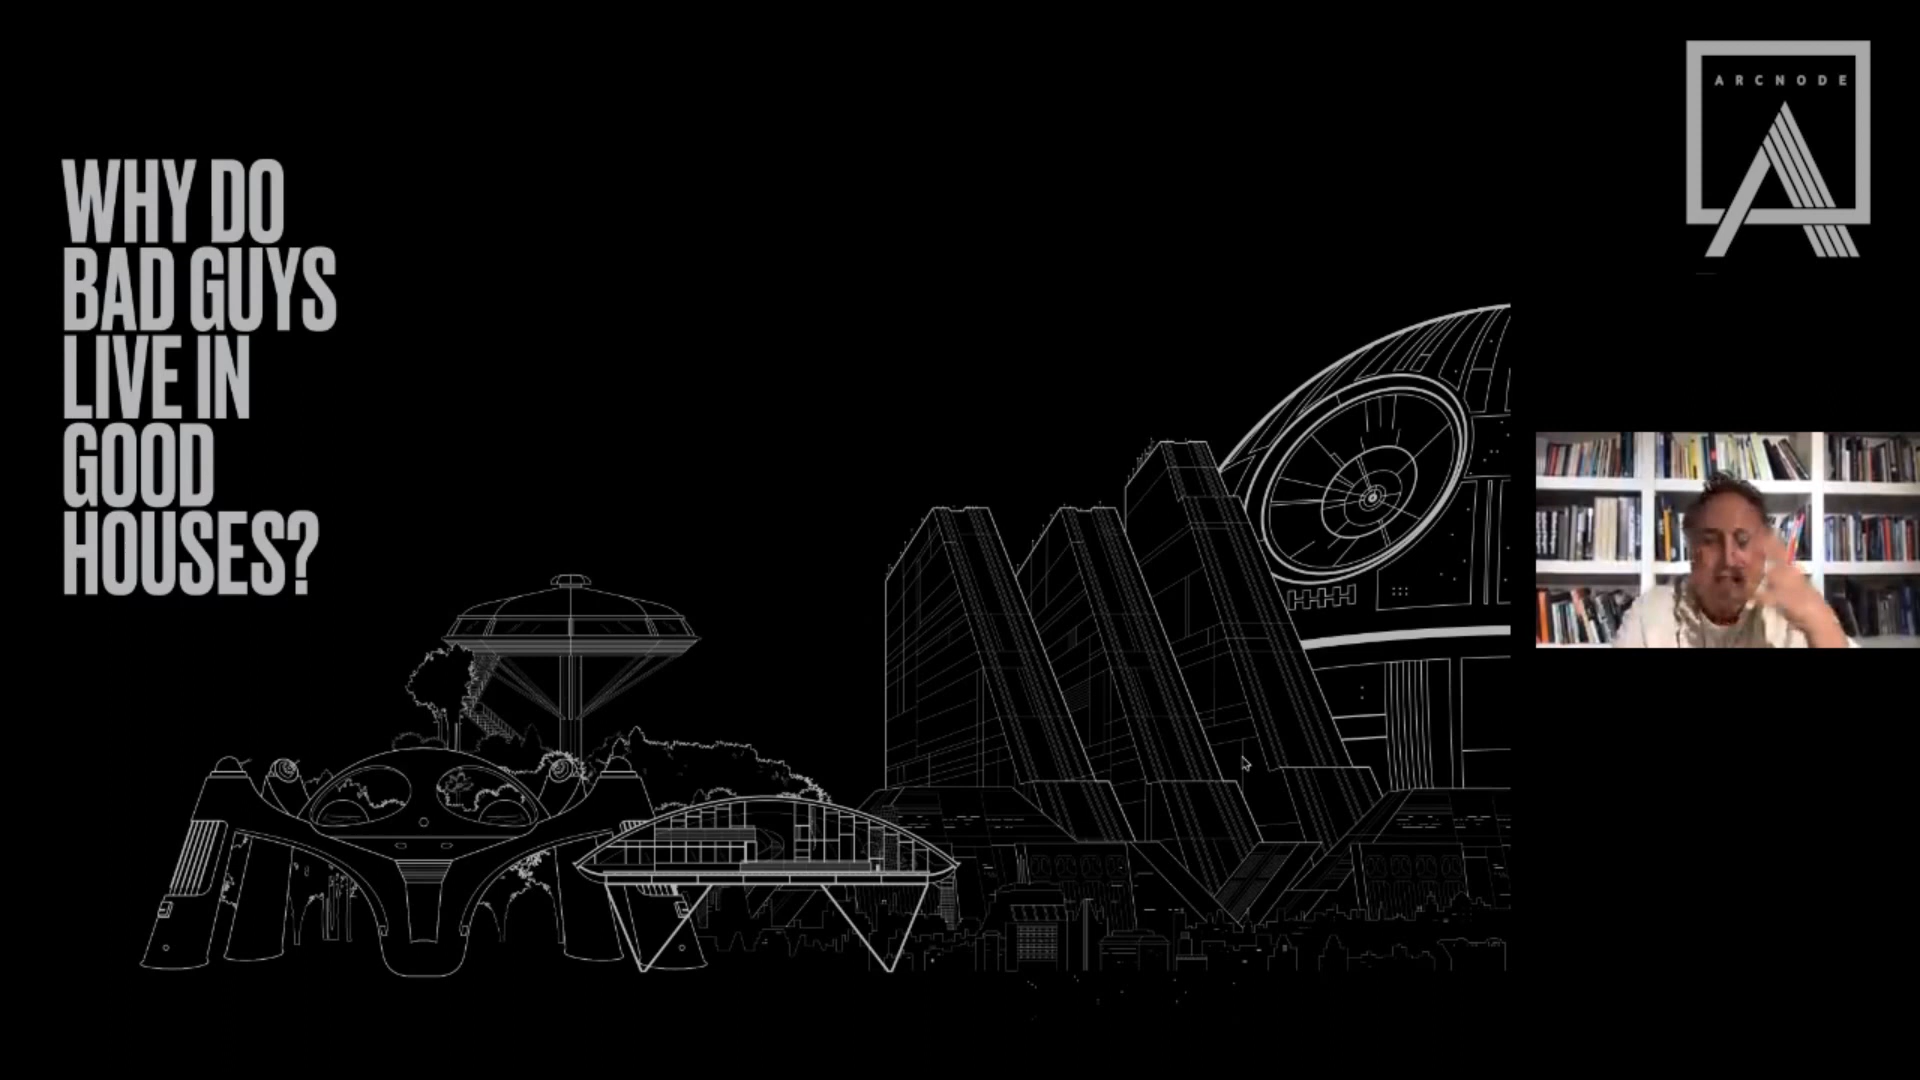 WHY DO
BAD GUYS
LIVE IN
GOOD
HOUSES?
ARCNODE